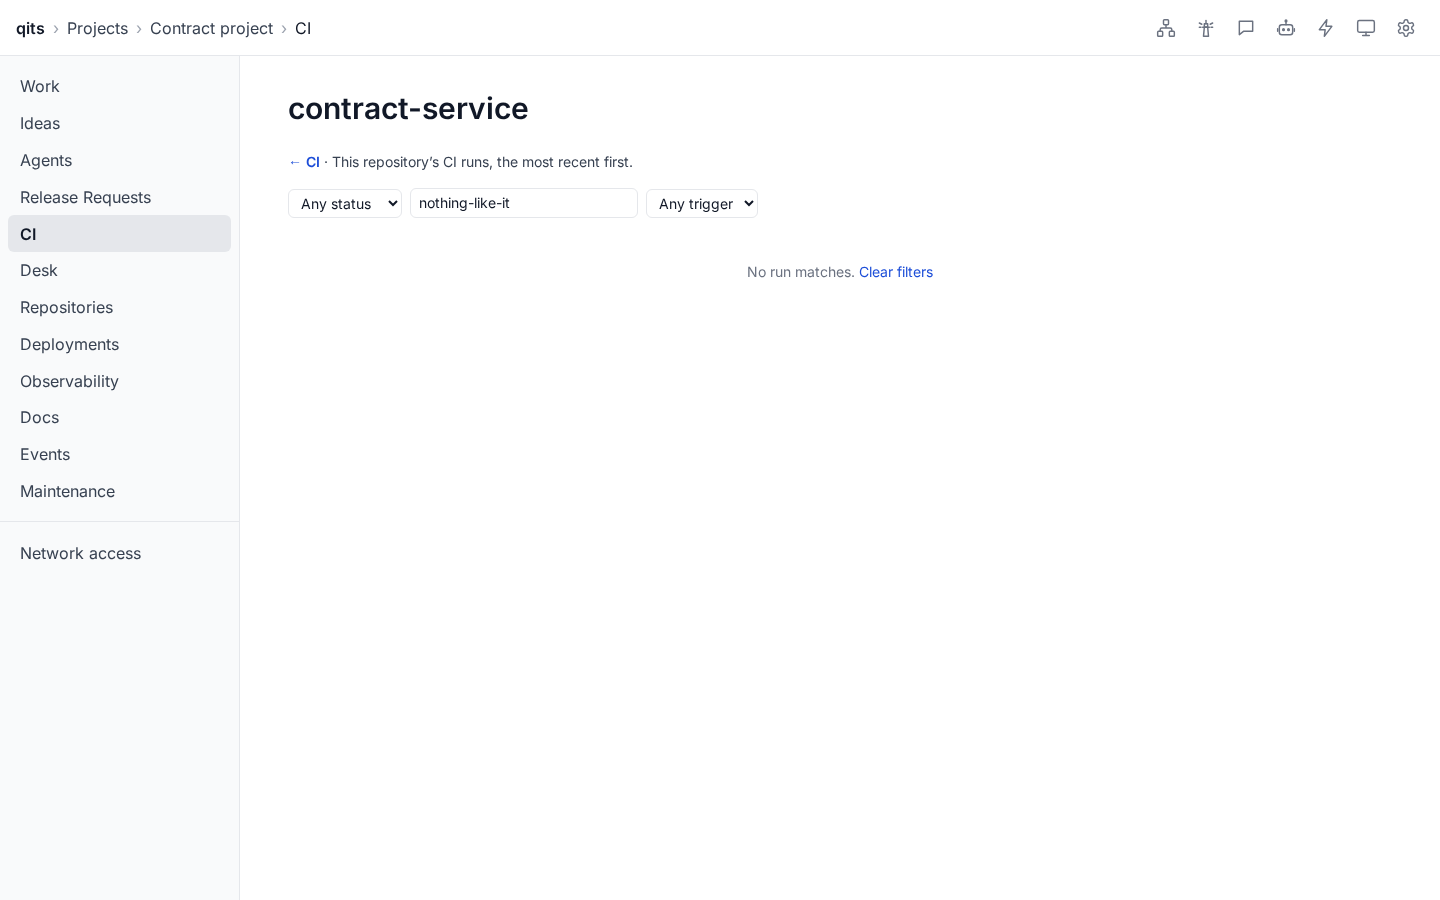 qits › Projects › Contract project › CI
Work
Ideas
Agents
Release Requests
CI
Desk
Repositories
Deployments
Observability
Docs
Events
Maintenance
Network access
contract-service
← CI · This repository’s CI runs, the most recent first.
Any status nothing-like-it Any trigger
No run matches. Clear filters